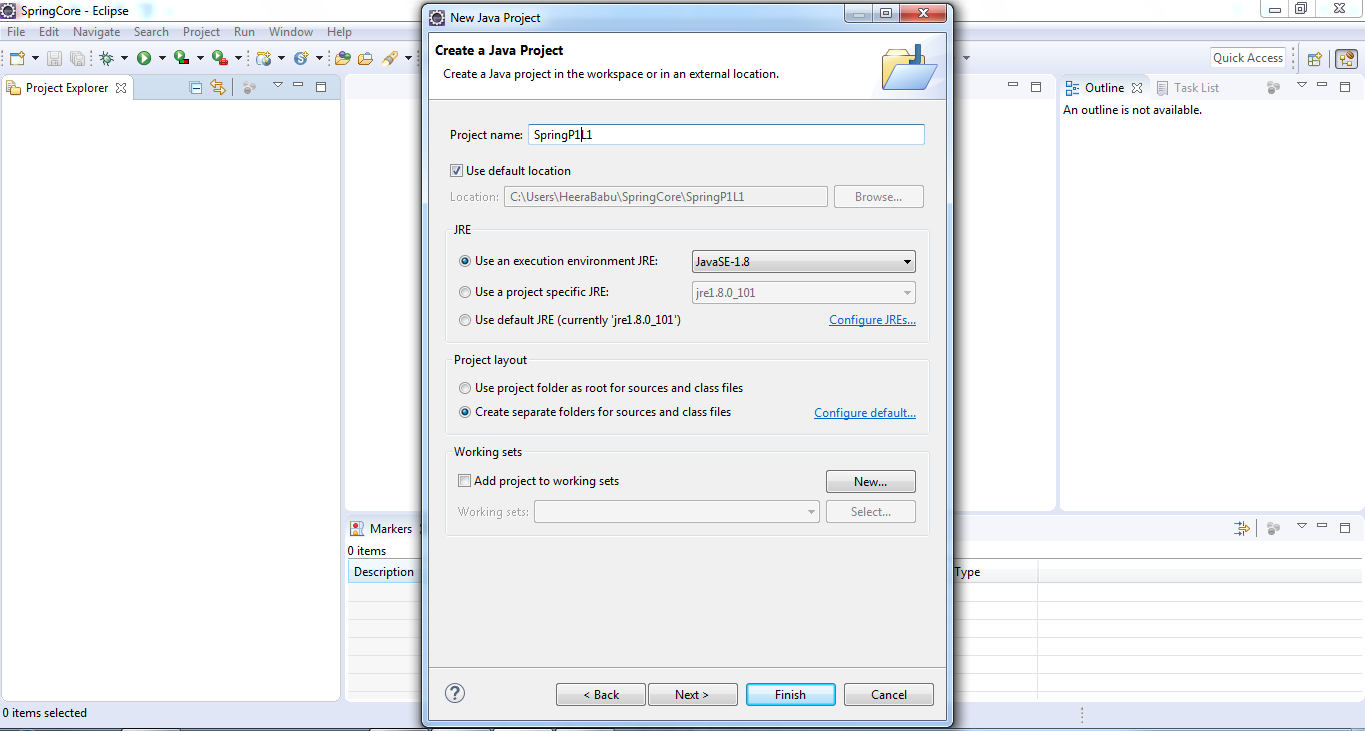 SpringCore - Eclipse
File Edit Navigate Search Project Run Window Help
Quick Access
Project Explorer
Outline
Task List
An outline is not available.
New Java Project
Create a Java Project
Create a Java project in the workspace or in an external location.
Project name: SpringP1L1
Use default location
Location: C:\Users\HeeraBabu\SpringCore\SpringP1L1 Browse...
JRE
Use an execution environment JRE: JavaSE-1.8
Use a project specific JRE: jre1.8.0_101
Use default JRE (currently 'jre1.8.0_101') Configure JREs...
Project layout
Use project folder as root for sources and class files
Create separate folders for sources and class files Configure default...
Working sets
Add project to working sets New...
Working sets: Select...
? < Back Next > Finish Cancel
Markers
0 items
Description Type
0 items selected